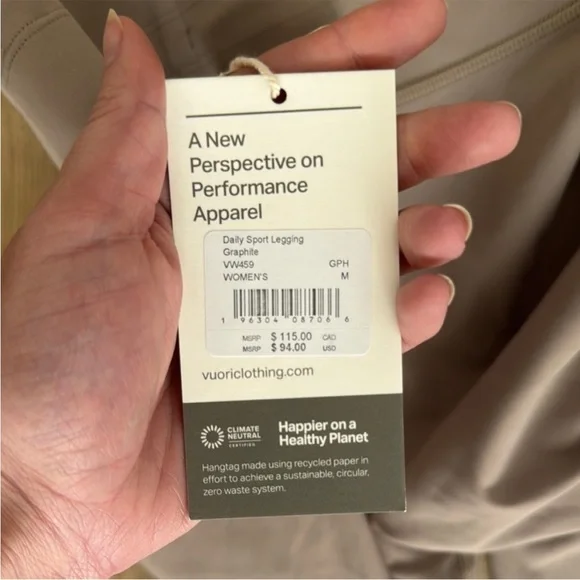 A New
Perspective on
Performance
Apparel
Daily Sport Legging
Graphite
VW459 GPH
WOMEN'S M
1 96304 08706 6
MSRP $ 115.00 CAD
MSRP $ 94.00 USD
vuoriclothing.com
CLIMATE
NEUTRAL
CERTIFIED
Happier on a
Healthy Planet
Hangtag made using recycled paper in
effort to achieve a sustainable, circular,
zero waste system.